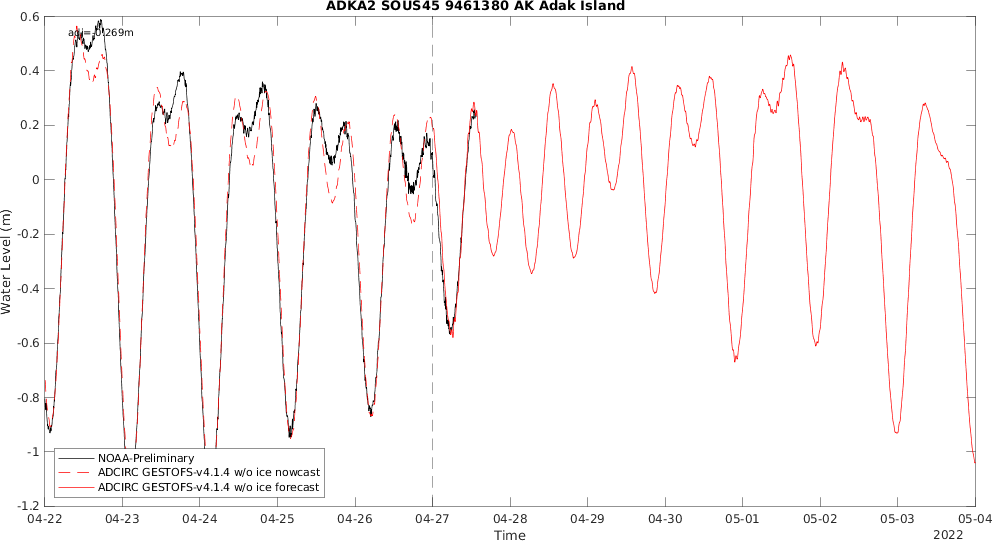 ADKA2 SOUS45 9461380 AK Adak Island
adj=-0.269m
0.6
0.4
0.2
0
-0.2
-0.4
-0.6
-0.8
-1
-1.2
Water Level (m)
NOAA-Preliminary
ADCIRC GESTOFS-v4.1.4 w/o ice nowcast
ADCIRC GESTOFS-v4.1.4 w/o ice forecast
04-22 04-23 04-24 04-25 04-26 04-27 04-28 04-29 04-30 05-01 05-02 05-03 05-04
Time
2022